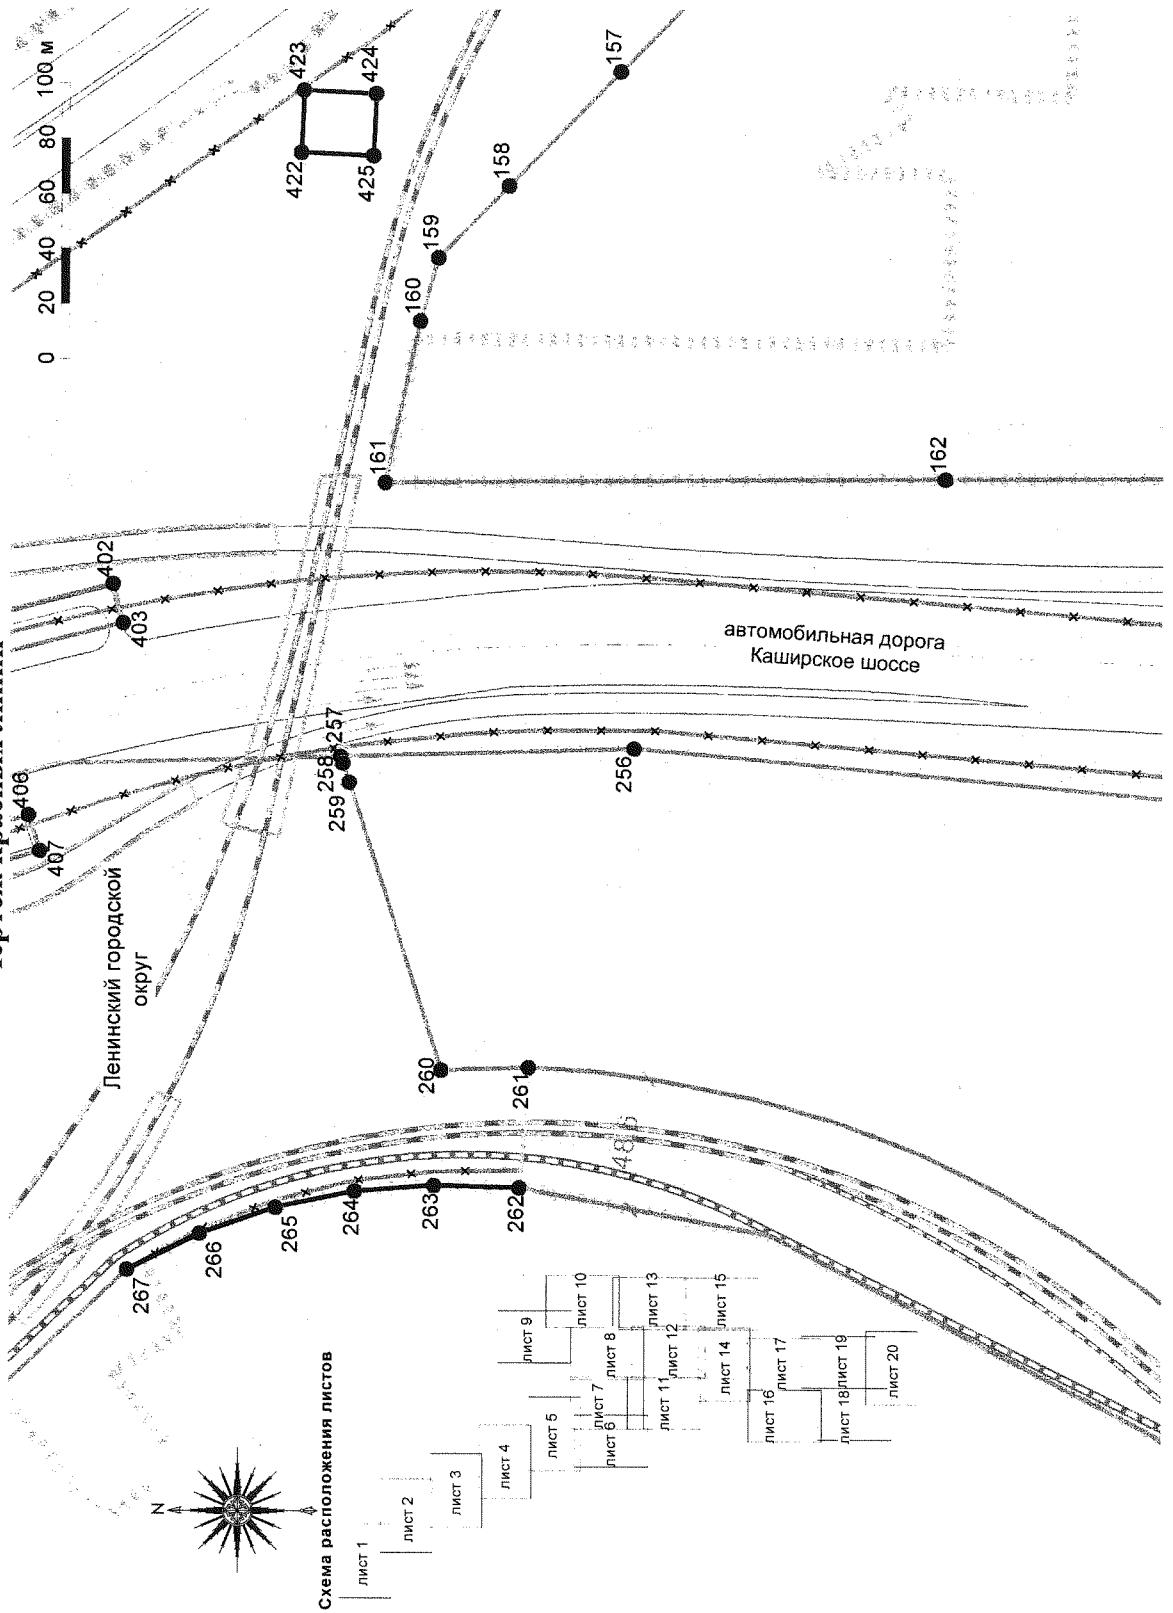 Ленинский городской
округ
автомобильная дорога
Каширское шоссе
0 20 40 60 80 100 м
422
423
424
425
157
158
159
160
161
162
402
403
406
407
256
257
258
259
260
261
262
263
264
265
266
267
N
Схема расположения листов
лист 1
лист 2
лист 3
лист 4
лист 5
лист 6
лист 7
лист 8
лист 9
лист 10
лист 11
лист 12
лист 13
лист 14
лист 15
лист 16
лист 17
лист 18
лист 19
лист 20